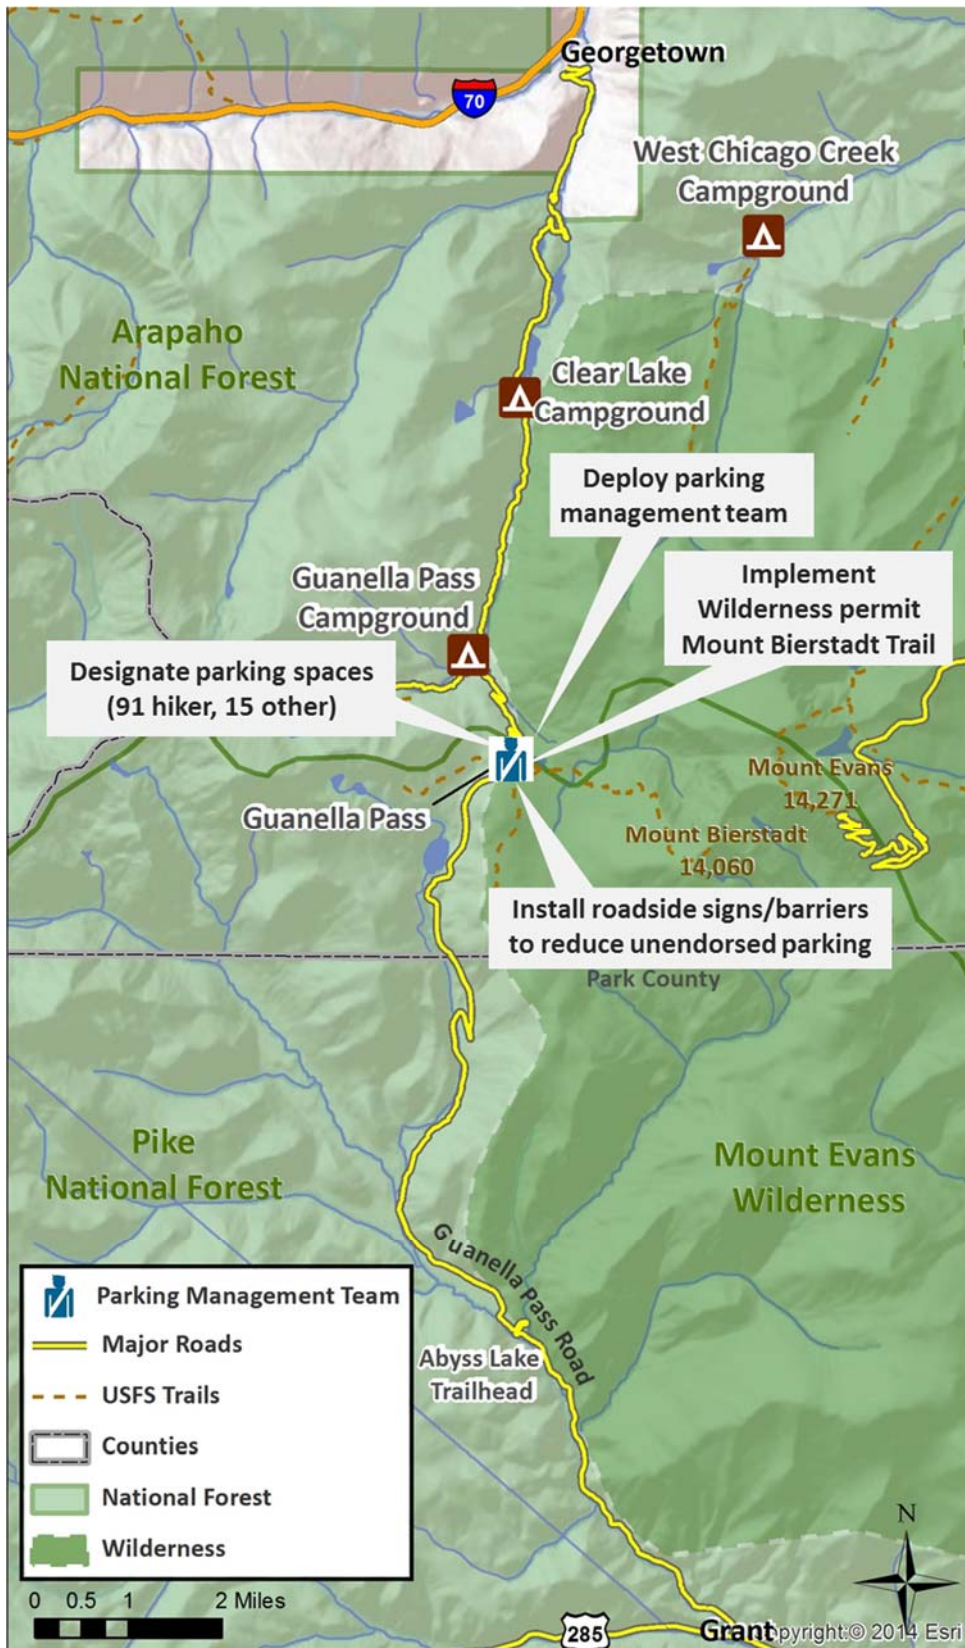 Georgetown
70
West Chicago Creek
Campground
Arapaho
National Forest
Clear Lake
Campground
Deploy parking
management team
Guanella Pass
Campground
Implement
Wilderness permit
Mount Bierstadt Trail
Designate parking spaces
(91 hiker, 15 other)
Mount Evans
14,271
Guanella Pass
Mount Bierstadt
14,060
Install roadside signs/barriers
to reduce unendorsed parking
Park County
Pike
National Forest
Mount Evans
Wilderness
Guanella Pass Road
Abyss Lake
Trailhead
Parking Management Team
Major Roads
USFS Trails
Counties
National Forest
Wilderness
N
0 0.5 1 2 Miles
285
Grant
opyright:© 2014 Esri